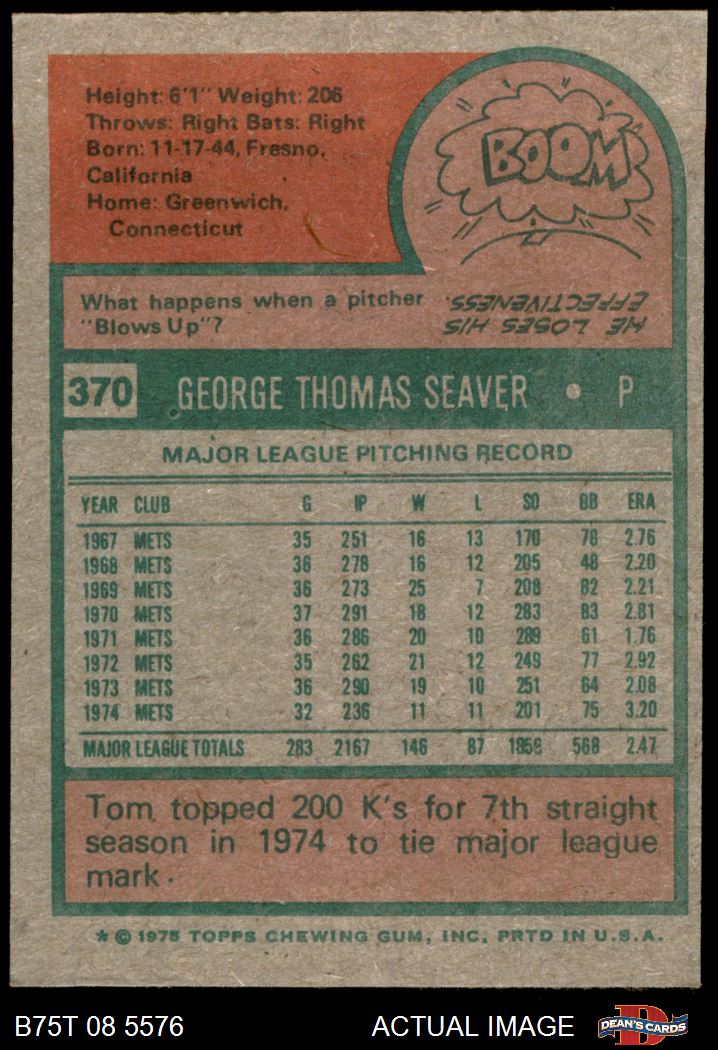 Height: 6'1" Weight: 206
Throws: Right Bats: Right
Born: 11-17-44, Fresno,
California
Home: Greenwich,
Connecticut
BOOM
What happens when a pitcher
"Blows Up"?
HE LOSES HIS
EFFECTIVENESS.
370 GEORGE THOMAS SEAVER • P
MAJOR LEAGUE PITCHING RECORD
YEAR CLUB G IP W L SO BB ERA
1967 METS 35 251 16 13 170 78 2.76
1968 METS 36 278 16 12 205 48 2.20
1969 METS 36 273 25 7 208 82 2.21
1970 METS 37 291 18 12 283 83 2.81
1971 METS 36 286 20 10 289 61 1.76
1972 METS 35 262 21 12 249 77 2.92
1973 METS 36 290 19 10 251 64 2.08
1974 METS 32 236 11 11 201 75 3.20
MAJOR LEAGUE TOTALS 283 2167 146 87 1856 568 2.47
Tom topped 200 K's for 7th straight
season in 1974 to tie major league
mark.
* © 1975 TOPPS CHEWING GUM, INC. PRTD IN U.S.A.
B75T 08 5576 ACTUAL IMAGE D DEAN'S CARDS